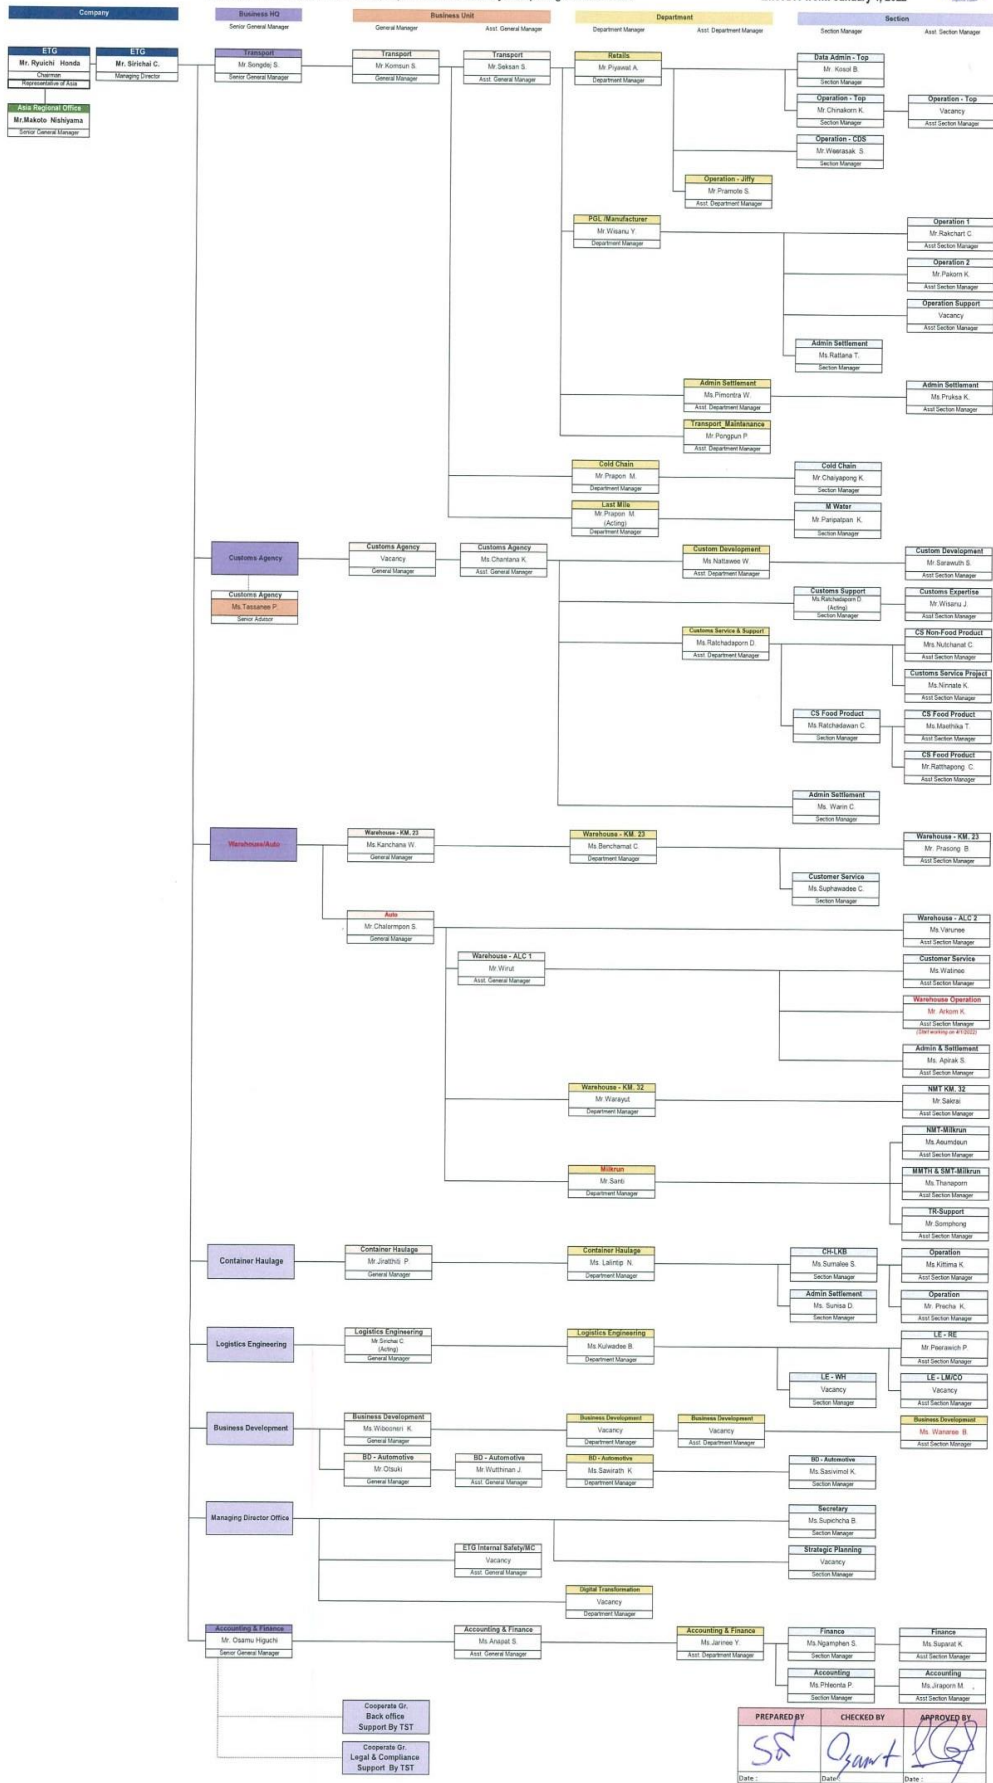 Company
Business HQ
Senior General Manager
Business Unit
General Manager
Asst. General Manager
Department
Department Manager
Asst. Department Manager
Section
Section Manager
Asst. Section Manager
ETG
Mr. Ryuichi Honda
Chairman
Representative of Asia
ETG
Mr. Sirichai C.
Managing Director
Asia Regional Office
Mr.Makoto Nishiyama
Senior General Manager
Transport
Mr.Songdej S.
Senior General Manager
Transport
Mr.Komsun S.
General Manager
Transport
Mr.Seksan S.
Asst. General Manager
Retails
Mr.Piyawat A.
Department Manager
Data Admin - Top
Mr. Kosol B.
Section Manager
Operation - Top
Mr.Chinakorn K.
Section Manager
Operation - Top
Vacancy
Asst Section Manager
Operation - CDS
Mr.Weerasak S.
Section Manager
Operation - Jiffy
Mr.Pramote S.
Asst. Department Manager
PGL /Manufacturer
Mr.Wisanu Y.
Department Manager
Operation 1
Mr.Rakchart C.
Asst Section Manager
Operation 2
Mr.Pakorn K.
Asst Section Manager
Operation Support
Vacancy
Asst Section Manager
Admin Settlement
Ms.Rattana T.
Section Manager
Admin Settlement
Ms.Pimontra W.
Asst. Department Manager
Admin Settlement
Ms.Pruksa K.
Asst Section Manager
Transport_Maintanance
Mr.Pongpun P.
Asst. Department Manager
Cold Chain
Mr.Prapon M.
Department Manager
Cold Chain
Mr.Chaiyapong K.
Section Manager
Last Mile
Mr.Prapon M.
(Acting)
Department Manager
M Water
Mr.Paripatpan K.
Section Manager
Customs Agency
Customs Agency
Vacancy
General Manager
Customs Agency
Ms.Chantana K.
Asst. General Manager
Custom Development
Ms.Nattawee W.
Asst. Department Manager
Custom Development
Mr.Sarawuth S.
Asst Section Manager
Customs Agency
Ms.Tassanee P.
Senior Advisor
Customs Support
Ms.Ratchadaporn D.
(Acting)
Section Manager
Customs Expertise
Mr.Wisanu J.
Asst Section Manager
Customs Service & Support
Ms.Ratchadaporn D.
Asst. Department Manager
CS Non-Food Product
Mrs.Nutchanat C.
Asst Section Manager
Customs Service Project
Ms.Ninnate K.
Asst Section Manager
CS Food Product
Ms.Ratchadawan C.
Section Manager
CS Food Product
Ms.Maethika T.
Asst Section Manager
CS Food Product
Mr.Ratthapong C.
Asst Section Manager
Admin Settlement
Ms. Warin C.
Section Manager
Warehouse/Auto
Warehouse - KM. 23
Ms.Kanchana W.
General Manager
Warehouse - KM. 23
Ms.Benchamat C.
Department Manager
Warehouse - KM. 23
Mr. Prasong B.
Asst Section Manager
Customer Service
Ms.Suphawadee C.
Section Manager
Auto
Mr.Chalermpon S.
General Manager
Warehouse - ALC 2
Ms.Varunee
Asst Section Manager
Warehouse - ALC 1
Mr.Wirut
Asst. General Manager
Customer Service
Ms.Watinee
Asst Section Manager
Warehouse Operation
Mr. Arkom K.
Asst Section Manager
(Start working on 4/1/2022)
Admin & Settlement
Ms. Apirak S.
Asst Section Manager
Warehouse - KM. 32
Mr.Warayut
Department Manager
NMT KM. 32
Mr.Sakrai
Asst Section Manager
NMT-Milkrun
Ms.Aeumdeun
Asst Section Manager
Milkrun
Mr.Santi
Department Manager
MMTH & SMT-Milkrun
Ms.Thanaporn
Asst Section Manager
TR-Support
Mr.Somphong
Asst Section Manager
Container Haulage
Container Haulage
Mr.Jiratthiti P.
General Manager
Container Haulage
Ms. Lalintip N.
Department Manager
CH-LKB
Ms.Sumalee S.
Section Manager
Operation
Ms.Kittima K.
Asst Section Manager
Admin Settlement
Ms. Sunisa D.
Section Manager
Operation
Mr. Precha K.
Asst Section Manager
Logistics Engineering
Logistics Engineering
Mr.Sirichai C.
(Acting)
General Manager
Logistics Engineering
Ms.Kulwadee B.
Department Manager
LE - RE
Mr.Peerawich P.
Asst Section Manager
LE - WH
Vacancy
Section Manager
LE - LM/CO
Vacancy
Asst Section Manager
Business Development
Business Development
Ms.Wiboonsri K.
General Manager
Business Development
Vacancy
Department Manager
Business Development
Vacancy
Asst. Department Manager
Business Development
Ms. Wanaree B.
Asst Section Manager
BD - Automotive
Mr.Otsuki
General Manager
BD - Automotive
Mr.Wutthinan J.
Asst. General Manager
BD - Automotive
Ms.Sawirath K.
Department Manager
BD - Automotive
Ms.Sasivimol K.
Section Manager
Managing Director Office
Secretary
Ms.Supichcha B.
Section Manager
ETG Internal Safety/MC
Vacancy
Asst. General Manager
Strategic Planning
Vacancy
Section Manager
Digital Transformation
Vacancy
Department Manager
Accounting & Finance
Mr. Osamu Higuchi
Senior General Manager
Accounting & Finance
Ms.Anapat S.
Asst. General Manager
Accounting & Finance
Ms.Jarinee Y.
Asst. Department Manager
Finance
Ms.Ngamphen S.
Section Manager
Finance
Ms.Suparat K.
Asst Section Manager
Accounting
Ms.Phleonta P.
Section Manager
Accounting
Ms.Jiraporn M.
Asst Section Manager
Cooperate Gr.
Back office
Support By TST
Cooperate Gr.
Legal & Compliance
Support By TST
PREPARED BY
CHECKED BY
APPROVED BY
Date :
Date :
Date :